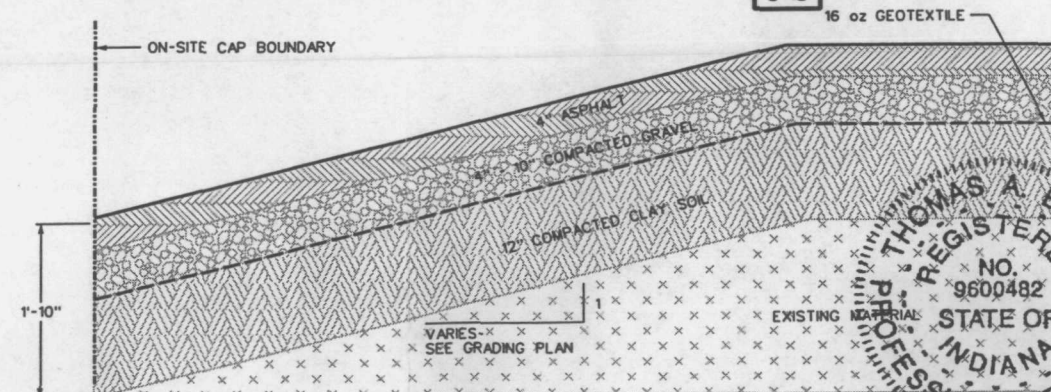 16 oz GEOTEXTILE
ON-SITE CAP BOUNDARY
4" ASPHALT
4" - 10" COMPACTED GRAVEL
12" COMPACTED CLAY SOIL
1'-10"
1
VARIES-
SEE GRADING PLAN
EXISTING MATERIAL
THOMAS A.
REGISTERE
NO.
9600482
STATE OF
INDIANA
PROFESS